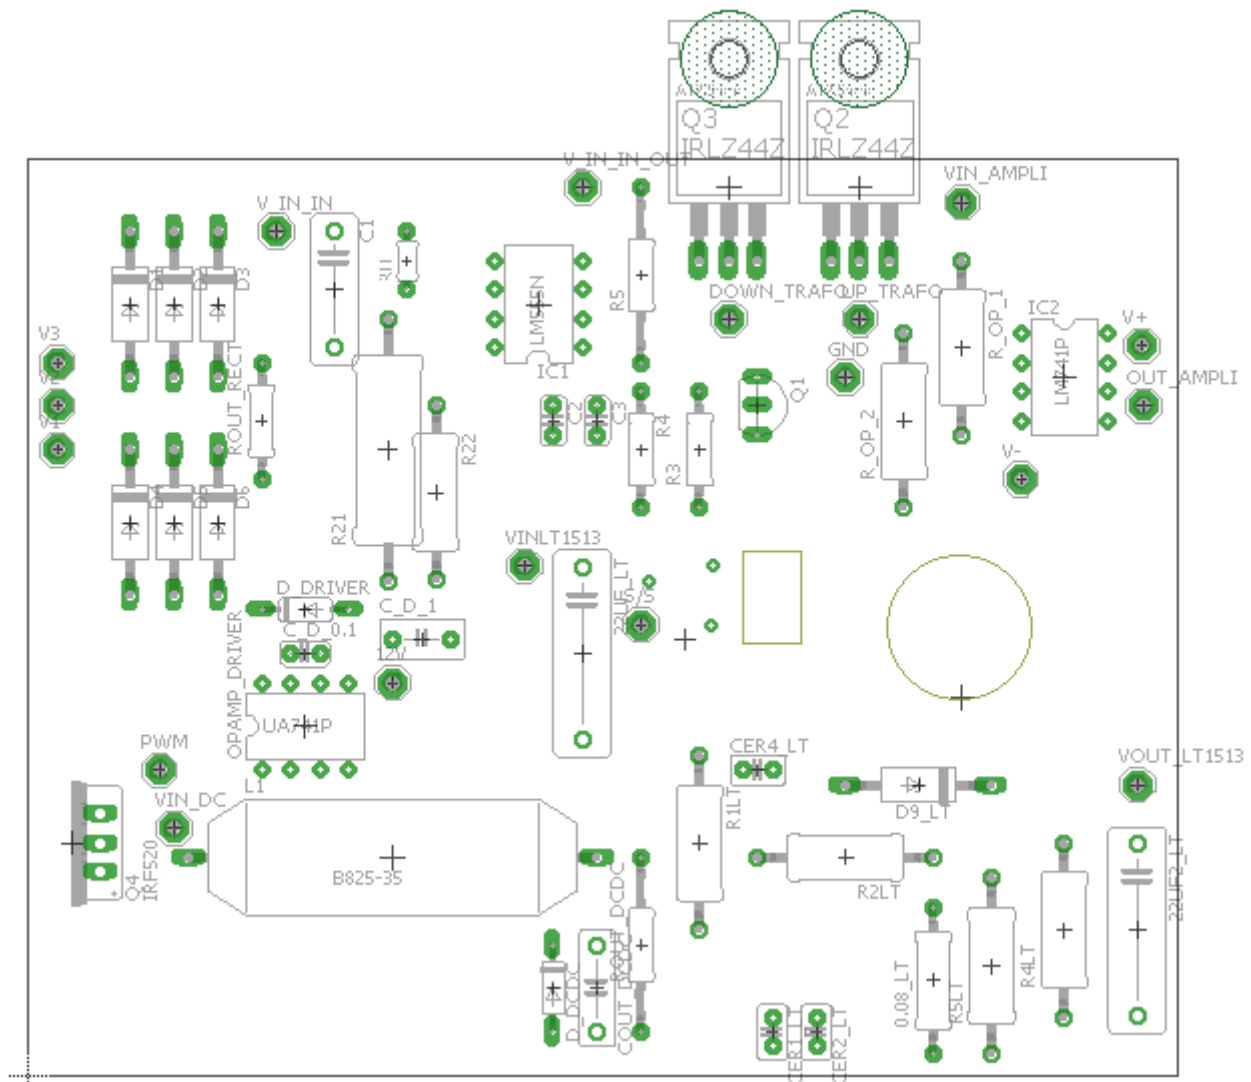 Q3
IRLZ44Z
Q2
IRLZ44Z
V_IN_IN_OUT
VIN_AMPLI
V_IN_IN
C1
D3
R5
LM555N
IC1
DOWN_TRAFO
UP_TRAFO
GND
R_OP_1
IC2
LM741P
V+
OUT_AMPLI
V3
ROUT_RECT
C2
C3
R4
R3
Q1
R_OP_2
V-
R22
R21
D6
VINLT1513
22UF_LT
S/S
D_DRIVER
C_D_1
C_D_0.1
12V
OPAMP_DRIVER
UA741P
PWM
L1
VIN_DC
Q4
IRF520
B825-35
CER4_LT
R1LT
D9_LT
VOUT_LT1513
R2LT
22UF2_LT
D_DCDC
COUT_DCDC
ROUT_DCDC
0.08_LT
R5LT
R4LT
CER1_LT
CER2_LT